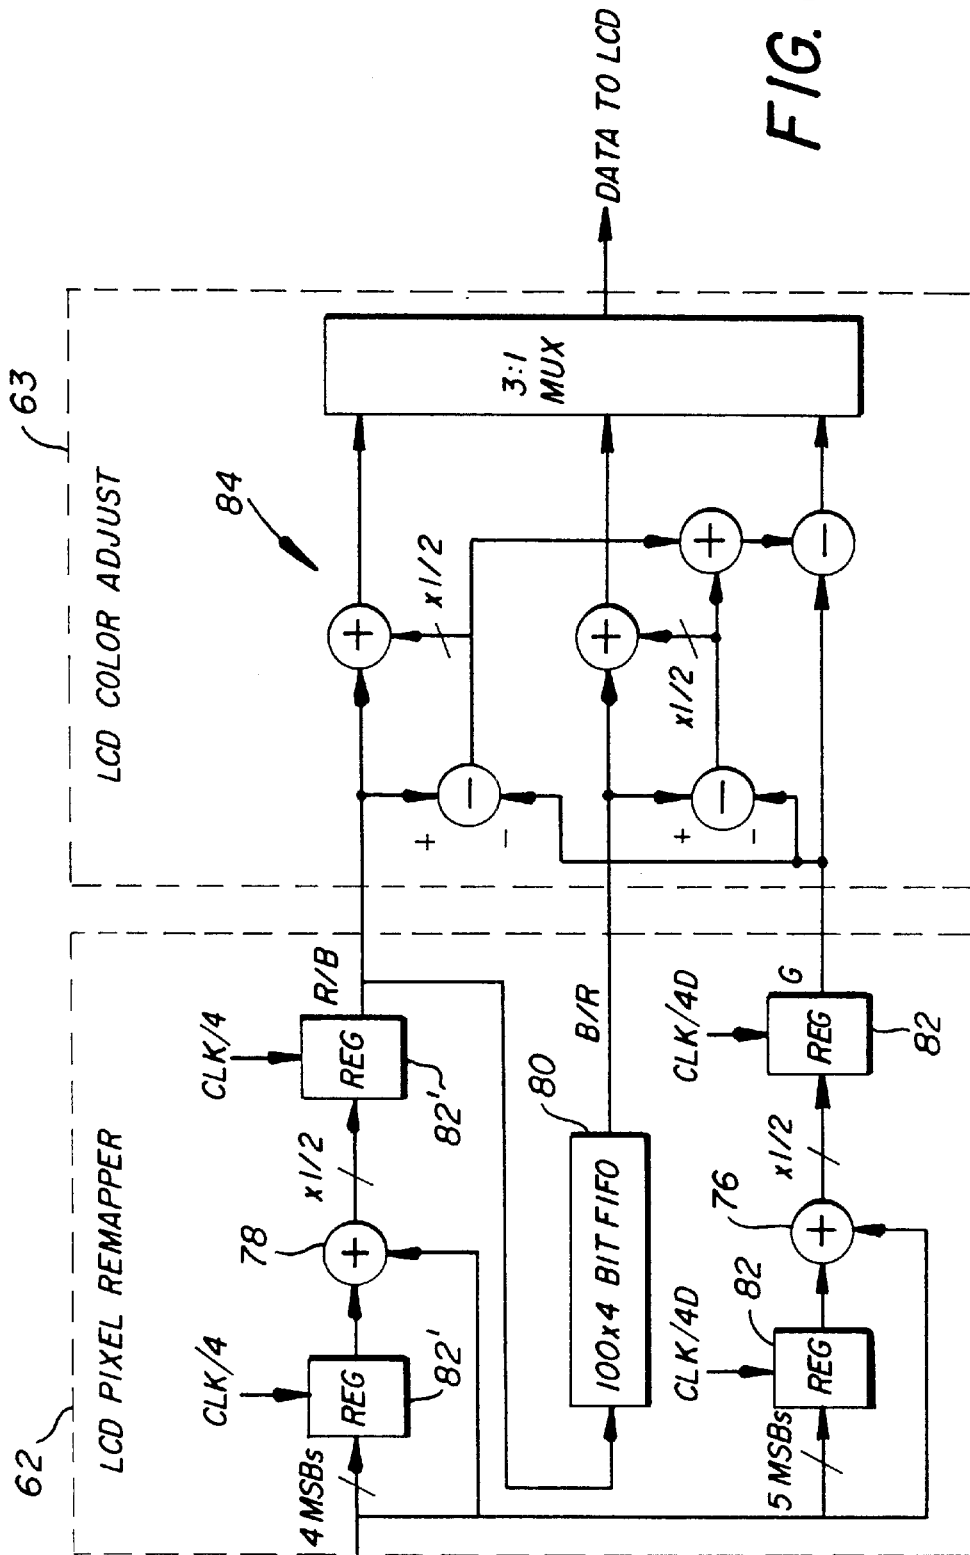 62
LCD PIXEL REMAPPER
63
LCD COLOR ADJUST
4 MSBs
CLK/4
REG
82'
78
+
x1/2
CLK/4
REG
82'
R/B
84
+
x1/2
+
-
-
100x4 BIT FIFO
80
B/R
+
x1/2
+
-
-
+
-
3:1
MUX
DATA TO LCD
5 MSBs
CLK/4D
REG
82
76
+
x1/2
CLK/4D
REG
82
G
FIG.